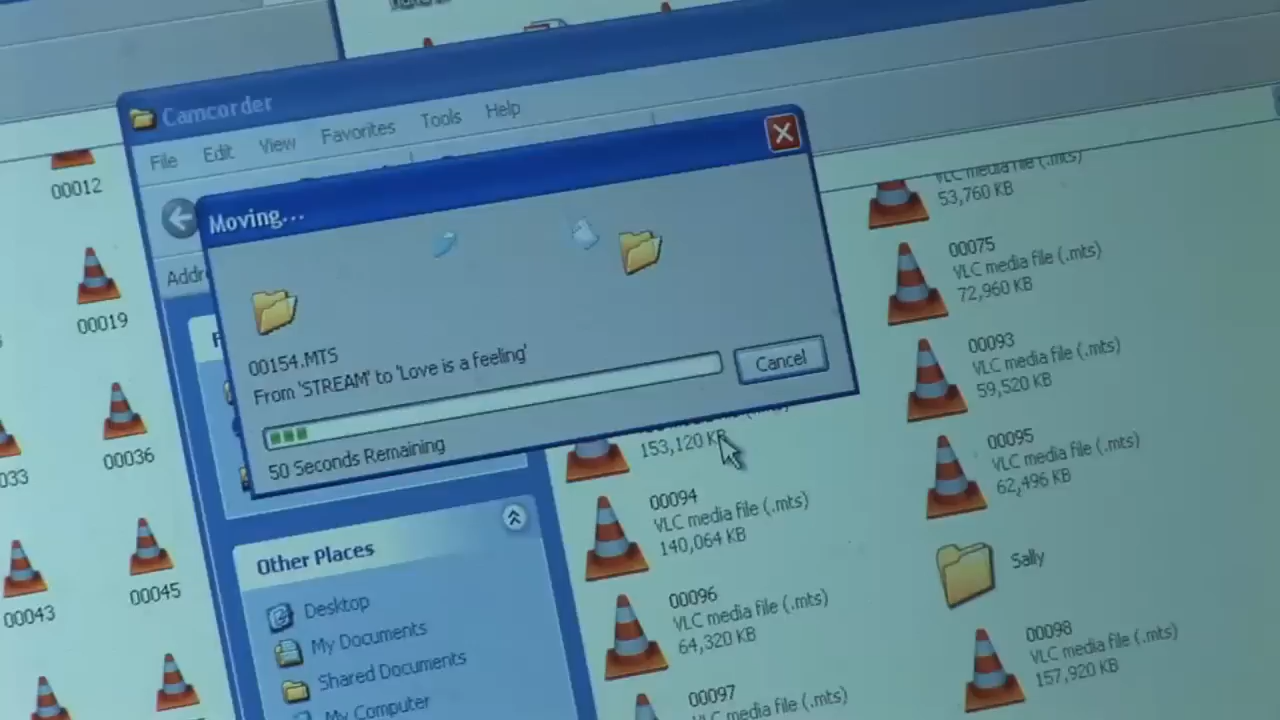 Camcorder
File Edit View Favorites Tools Help
00012
00019
00036
033
00043
00045
Moving...
00154.MTS
From 'STREAM' to 'Love is a feeling'
Cancel
50 Seconds Remaining
Other Places
Desktop
My Documents
Shared Documents
My Computer
VLC media file (.mts)
53,760 KB
00075
VLC media file (.mts)
72,960 KB
00093
VLC media file (.mts)
59,520 KB
153,120 KB
00095
VLC media file (.mts)
62,496 KB
00094
VLC media file (.mts)
140,064 KB
Sally
00096
VLC media file (.mts)
64,320 KB
00098
VLC media file (.mts)
157,920 KB
00097
VLC media file (.mts)